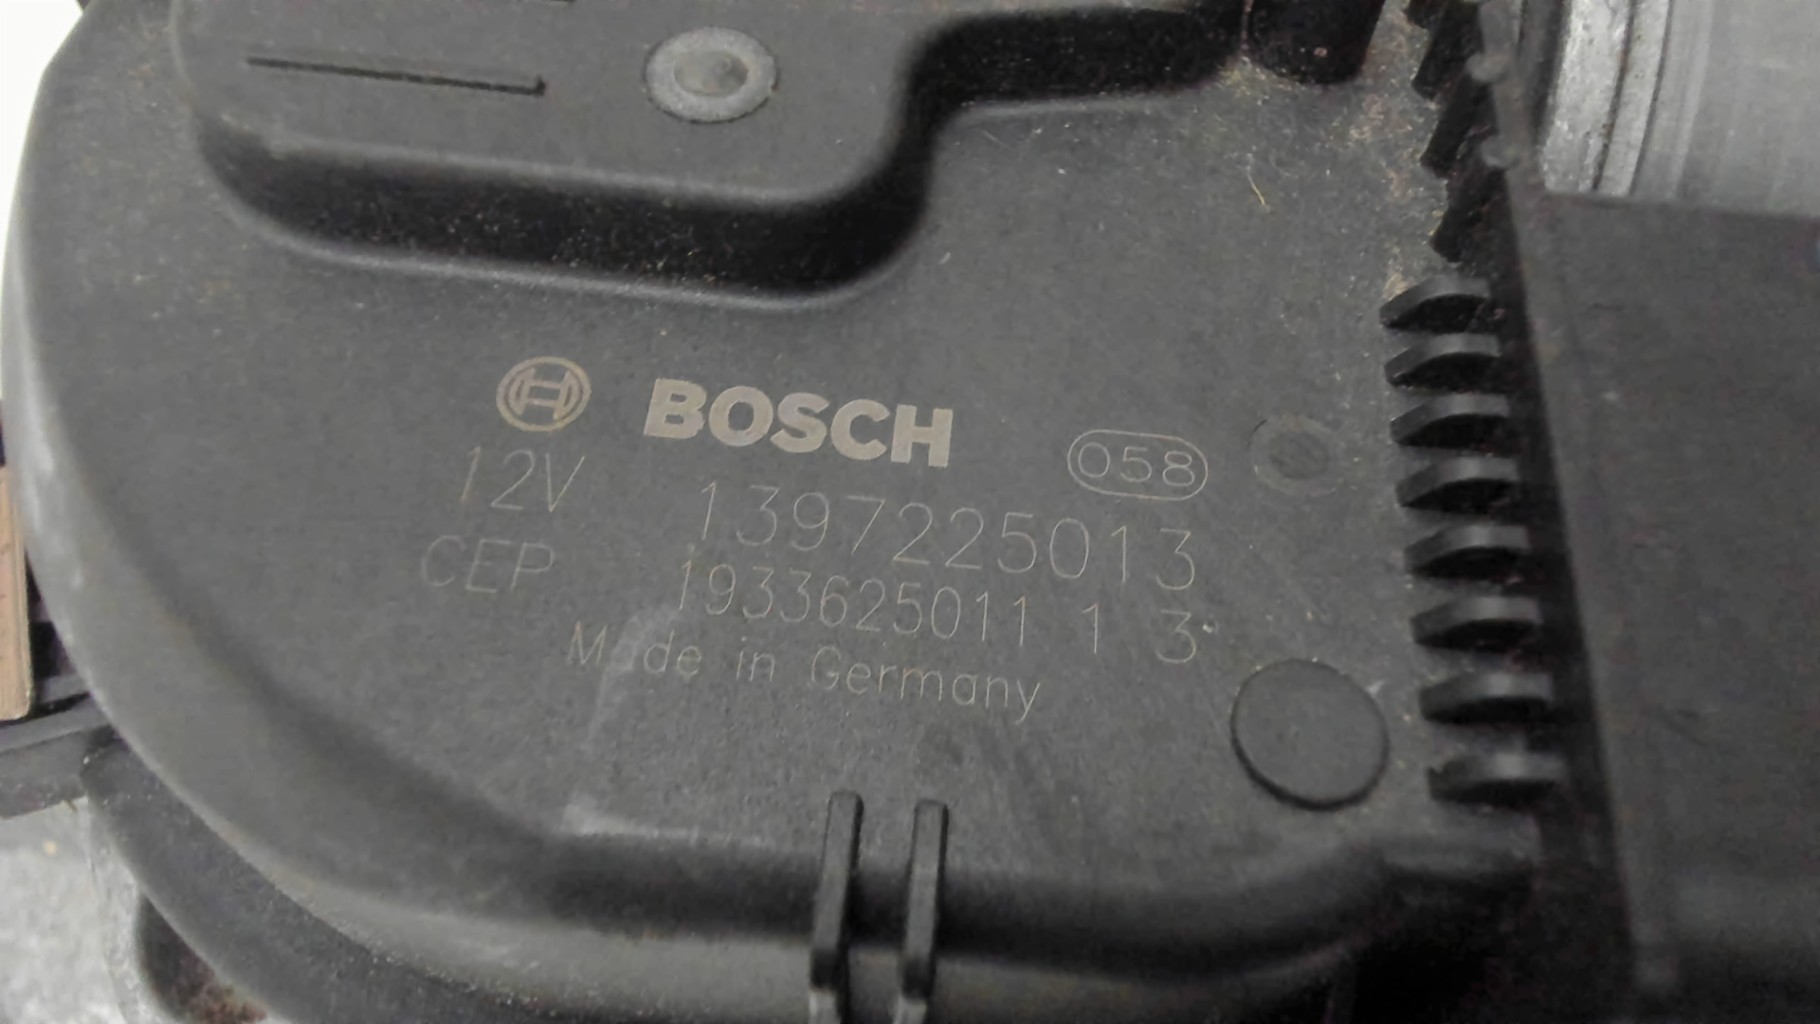 BOSCH 058
12V 1397225013
CEP 1933625011 1 3
Made in Germany